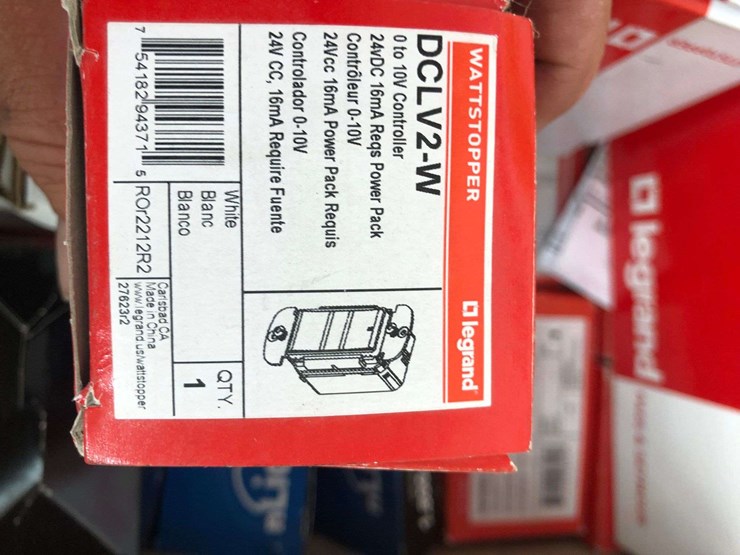 WATTSTOPPER
legrand
DCLV2-W
0 to 10V Controller
24vDC 16mA Reqs Power Pack
Contrôleur 0-10V
24Vcc 16mA Power Pack Requis
Controlador 0-10V
24V CC, 16mA Require Fuente
White
Blanc
Blanco
QTY.
1
7 54182 94371 5
ROr2212R2
Carlsbad CA
Made in China
www.legrand.us/wattstopper
27623r2
legrand